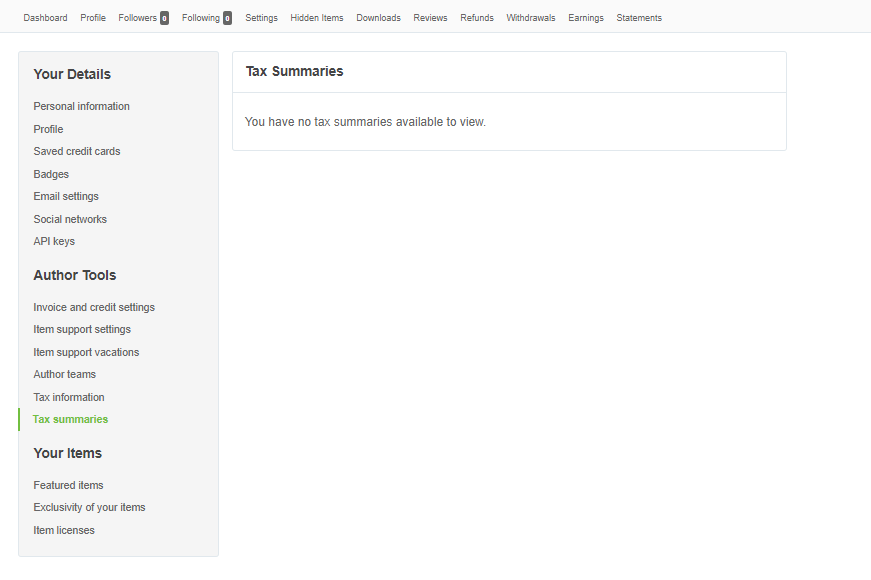 Dashboard Profile Followers 0 Following 0 Settings Hidden Items Downloads Reviews Refunds Withdrawals Earnings Statements
Your Details
Personal information
Profile
Saved credit cards
Badges
Email settings
Social networks
API keys
Author Tools
Invoice and credit settings
Item support settings
Item support vacations
Author teams
Tax information
Tax summaries
Your Items
Featured items
Exclusivity of your items
Item licenses
Tax Summaries
You have no tax summaries available to view.